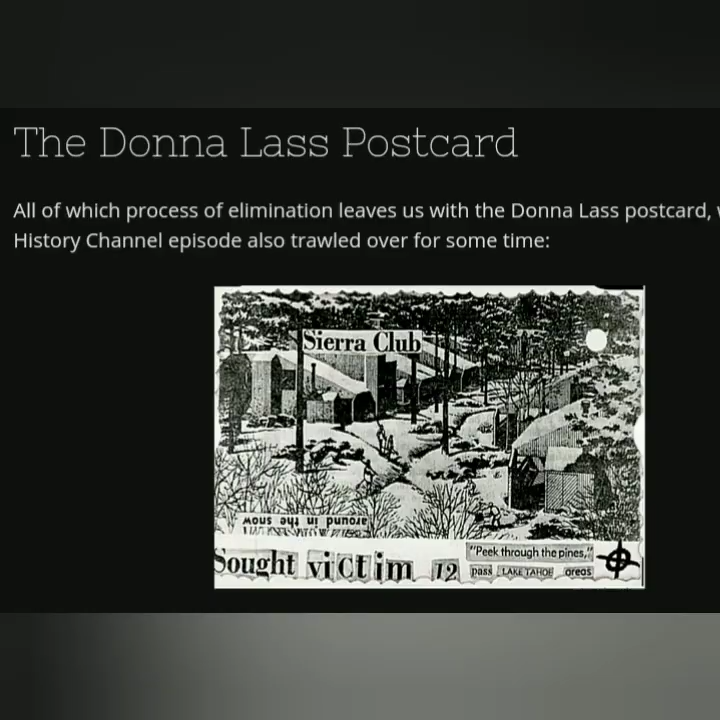 The Donna Lass Postcard
All of which process of elimination leaves us with the Donna Lass postcard,
History Channel episode also trawled over for some time:
Sierra Club
around in the snow
"Peek through the pines,"
Sought victim 12
pass LAKE TAHOE areas